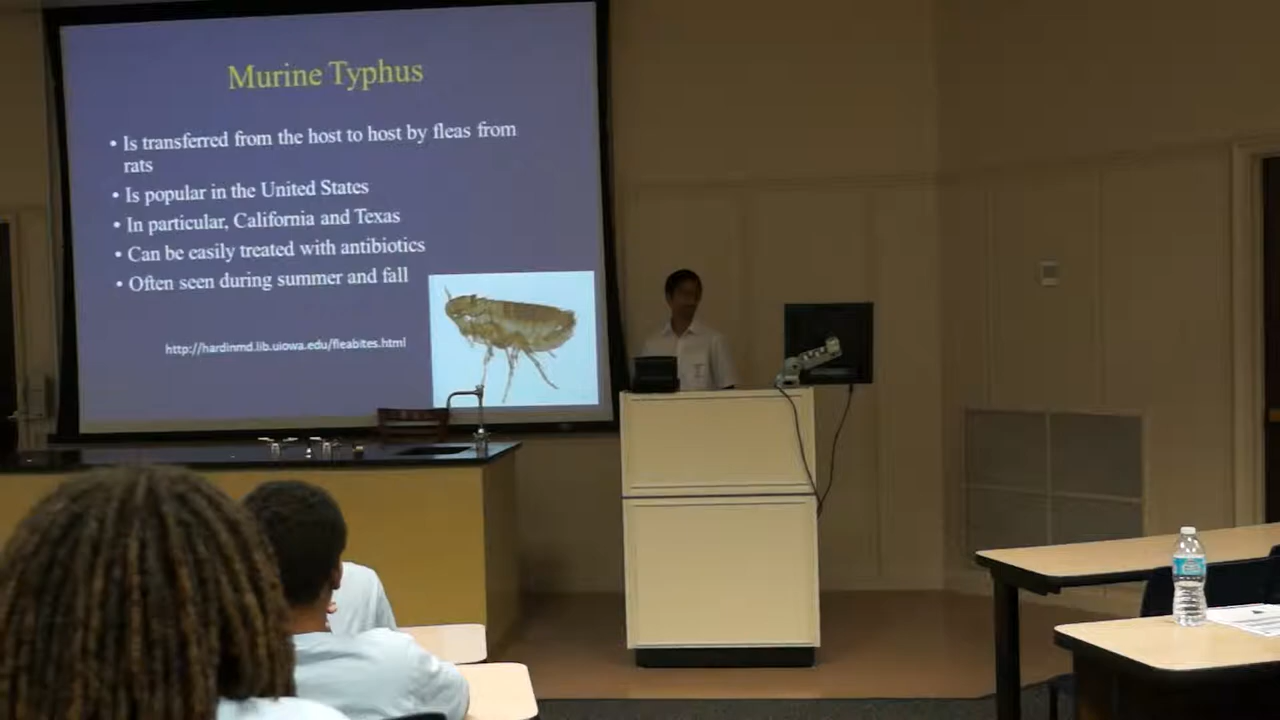 Murine Typhus
• Is transferred from the host to host by fleas from
rats
• Is popular in the United States
• In particular, California and Texas
• Can be easily treated with antibiotics
• Often seen during summer and fall
http://hardinmd.lib.uiowa.edu/fleabites.html